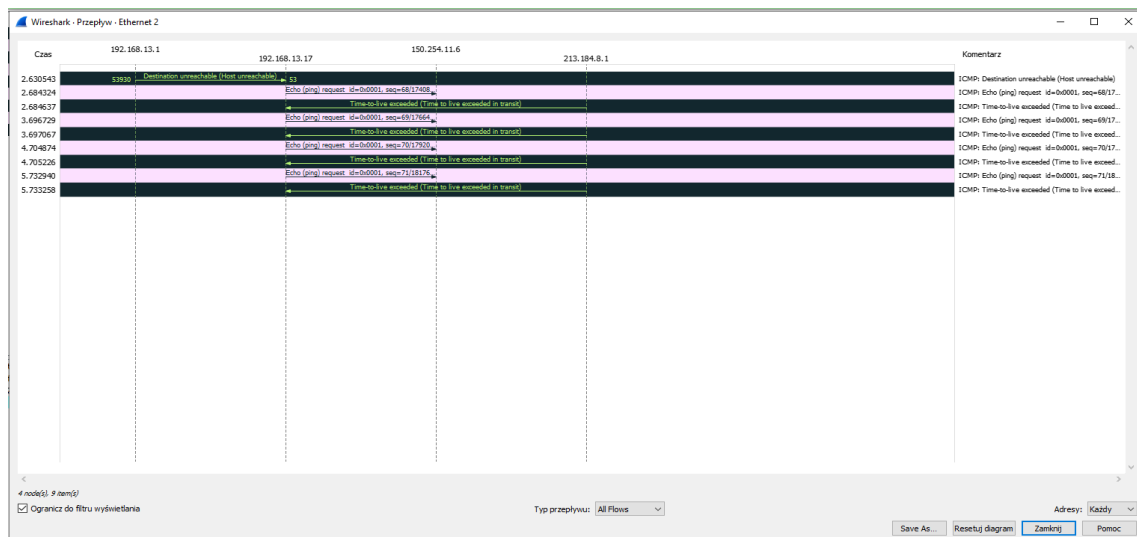 Wireshark · Przepływ · Ethernet 2
Czas 192.168.13.1 192.168.13.17 150.254.11.6 213.184.8.1 Komentarz
2.630543 53930 Destination unreachable (Host unreachable) 53 ICMP: Destination unreachable (Host unreachable)
2.684324 Echo (ping) request id=0x0001, seq=68/17408, ICMP: Echo (ping) request id=0x0001, seq=68/17...
2.684637 Time-to-live exceeded (Time to live exceeded in transit) ICMP: Time-to-live exceeded (Time to live exceed...
3.696729 Echo (ping) request id=0x0001, seq=69/17664, ICMP: Echo (ping) request id=0x0001, seq=69/17...
3.697067 Time-to-live exceeded (Time to live exceeded in transit) ICMP: Time-to-live exceeded (Time to live exceed...
4.704874 Echo (ping) request id=0x0001, seq=70/17920, ICMP: Echo (ping) request id=0x0001, seq=70/17...
4.705226 Time-to-live exceeded (Time to live exceeded in transit) ICMP: Time-to-live exceeded (Time to live exceed...
5.732940 Echo (ping) request id=0x0001, seq=71/18176, ICMP: Echo (ping) request id=0x0001, seq=71/18...
5.733258 Time-to-live exceeded (Time to live exceeded in transit) ICMP: Time-to-live exceeded (Time to live exceed...
4 node(s), 9 item(s)
Ogranicz do filtru wyświetlania Typ przepływu: All Flows Adresy: Każdy
Save As... Resetuj diagram Zamknij Pomoc